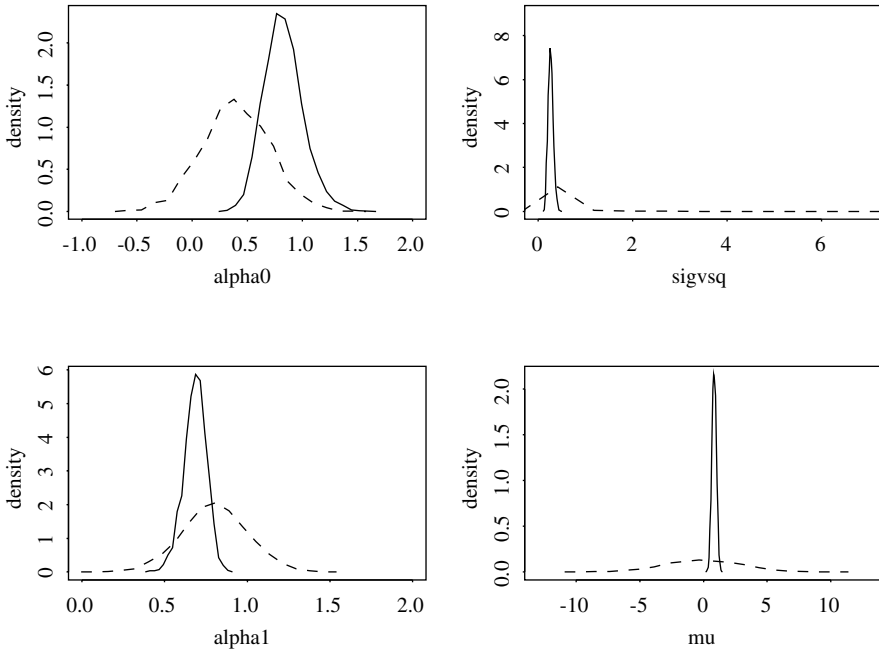 density
0.0 0.5 1.0 1.5 2.0
-1.0 0.0 0.5 1.0 1.5 2.0
alpha0
density
0 2 4 6 8
0 2 4 6
sigvsq
density
0 1 2 3 4 5 6
0.0 0.5 1.0 1.5 2.0
alpha1
density
0.0 0.5 1.0 1.5 2.0
-10 -5 0 5 10
mu